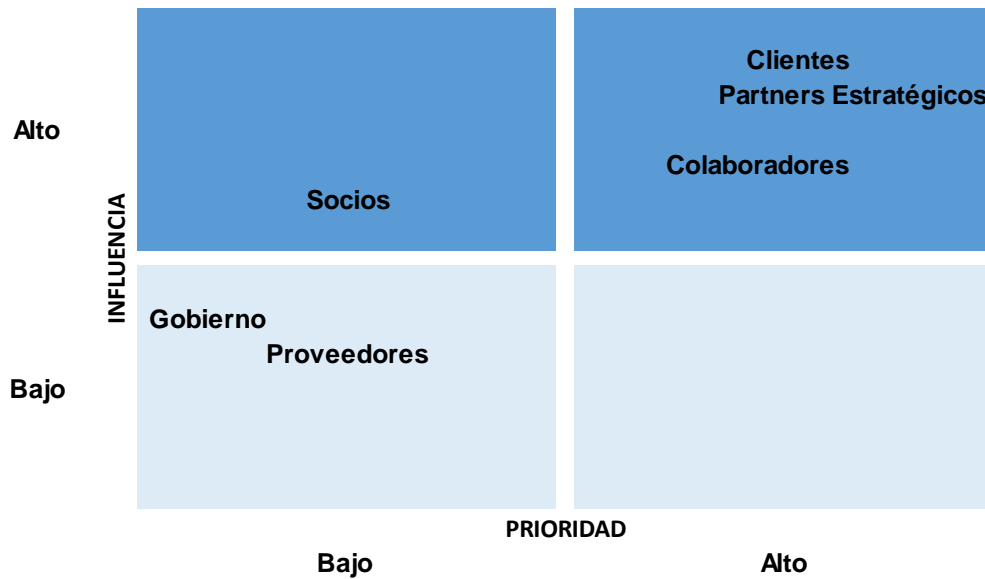 Clientes
Partners Estratégicos
Alto
Colaboradores
Socios
INFLUENCIA
Gobierno
Proveedores
Bajo
PRIORIDAD
Bajo
Alto